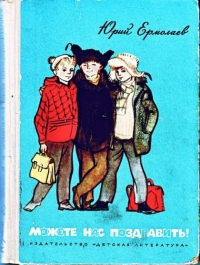 Юрий Ермолаев
МОЖЕТЕ НАС ПОЗДРАВИТЬ!
ИЗДАТЕЛЬСТВО «ДЕТСКАЯ ЛИТЕРАТУРА»